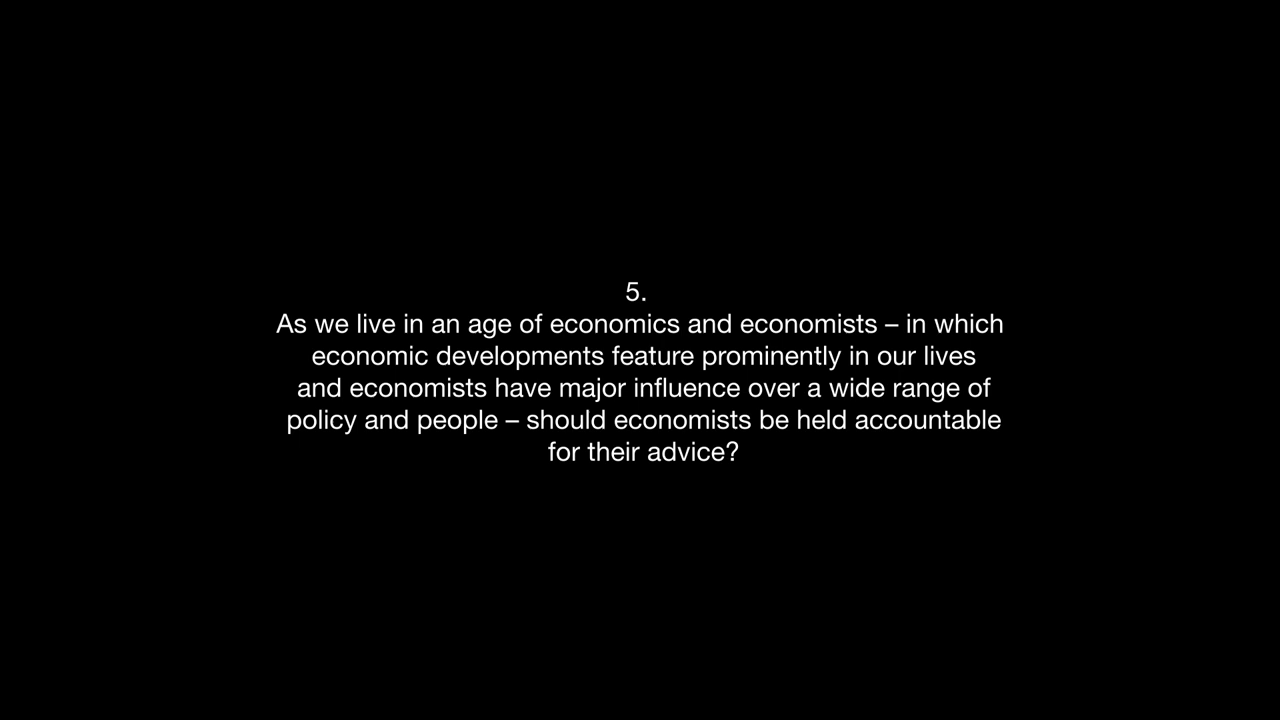 5.
As we live in an age of economics and economists – in which
economic developments feature prominently in our lives
and economists have major influence over a wide range of
policy and people – should economists be held accountable
for their advice?